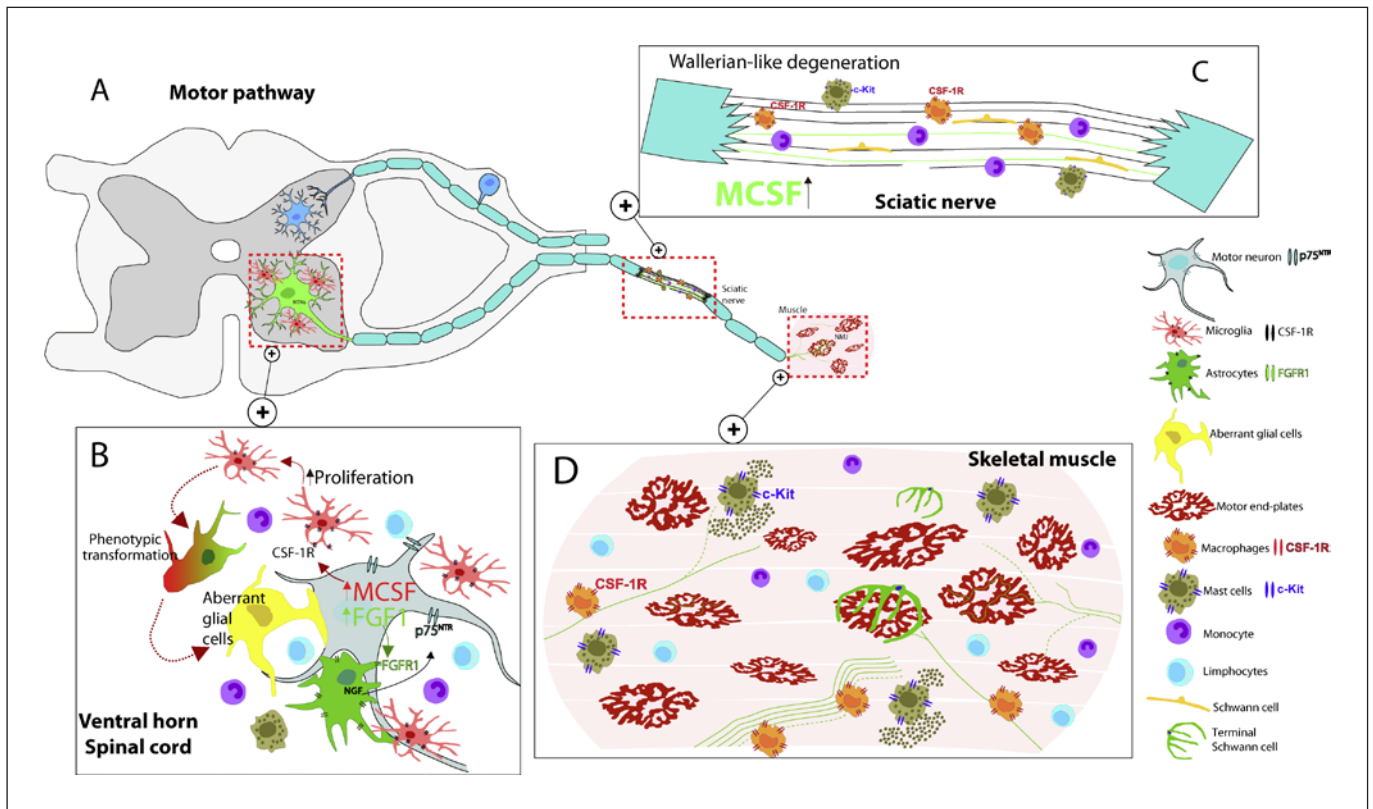 A
Motor pathway
Sciatic
nerve
Muscle
NMJ
Wallerian-like degeneration
C
c-Kit
CSF-1R
CSF-1R
MCSF
Sciatic nerve
B
Proliferation
Phenotypic
transformation
CSF-1R
MCSF
FGF1
Aberrant
glial
cells
p75NTR
FGFR1
NGF
Ventral horn
Spinal cord
D
Skeletal muscle
c-Kit
CSF-1R
Motor neuron p75NTR
Microglia CSF-1R
Astrocytes FGFR1
Aberrant glial cells
Motor end-plates
Macrophages CSF-1R
Mast cells c-Kit
Monocyte
Limphocytes
Schwann cell
Terminal
Schwann cell